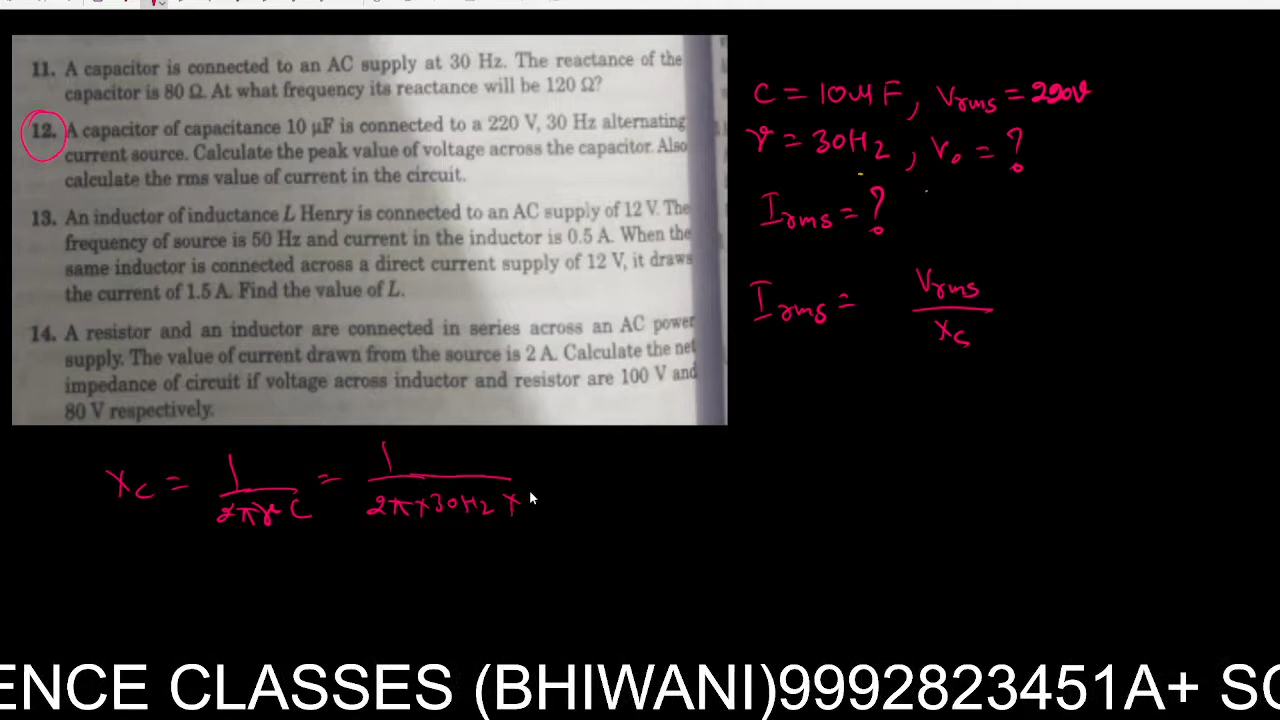 11. A capacitor is connected to an AC supply at 30 Hz. The reactance of the
capacitor is 80 Ω. At what frequency its reactance will be 120 Ω?
12. A capacitor of capacitance 10 μF is connected to a 220 V, 30 Hz alternating
current source. Calculate the peak value of voltage across the capacitor. Also
calculate the rms value of current in the circuit.
13. An inductor of inductance L Henry is connected to an AC supply of 12 V. The
frequency of source is 50 Hz and current in the inductor is 0.5 A. When the
same inductor is connected across a direct current supply of 12 V, it draws
the current of 1.5 A. Find the value of L.
14. A resistor and an inductor are connected in series across an AC power
supply. The value of current drawn from the source is 2 A. Calculate the net
impedance of circuit if voltage across inductor and resistor are 100 V and
80 V respectively.
C = 10μF, Vrms = 220V
ν = 30Hz, V₀ = ?
Irms = ?
Irms = Vrms / Xc
Xc = 1 / 2πνC = 1 / 2π×30Hz×
ENCE CLASSES (BHIWANI)9992823451A+ SC